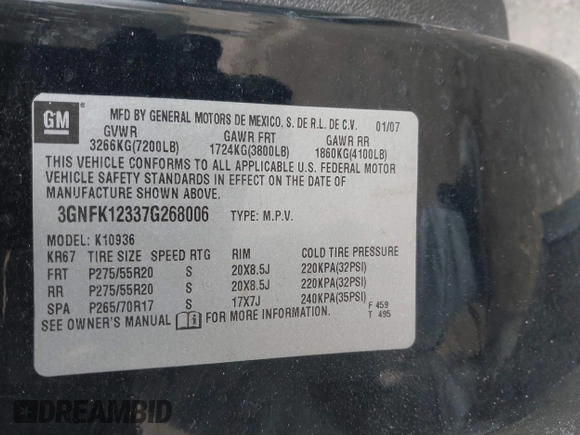 GM
MFD BY GENERAL MOTORS DE MEXICO, S. DE R.L. DE C.V. 01/07
GVWR GAWR FRT GAWR RR
3266KG(7200LB) 1724KG(3800LB) 1860KG(4100LB)
THIS VEHICLE CONFORMS TO ALL APPLICABLE U.S. FEDERAL MOTOR
VEHICLE SAFETY STANDARDS IN EFFECT ON THE DATE OF
MANUFACTURE SHOWN ABOVE.
3GNFK12337G268006 TYPE: M.P.V.
MODEL: K10936
KR67 TIRE SIZE SPEED RTG RIM COLD TIRE PRESSURE
FRT P275/55R20 S 20X8.5J 220KPA(32PSI)
RR P275/55R20 S 20X8.5J 220KPA(32PSI)
SPA P265/70R17 S 17X7J 240KPA(35PSI) F 459
SEE OWNER'S MANUAL FOR MORE INFORMATION. T 495
DREAMBID